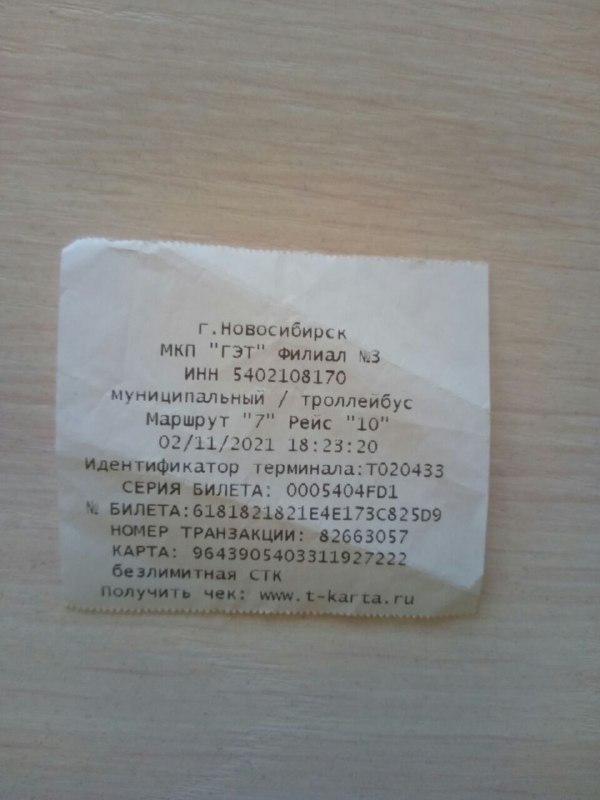 г.Новосибирск
МКП "ГЭТ" Филиал №3
ИНН 5402108170
муниципальный / троллейбус
Маршрут "7" Рейс "10"
02/11/2021 18:23:20
Идентификатор терминала:T020433
СЕРИЯ БИЛЕТА: 0005404FD1
№ БИЛЕТА:6181821821E4E173C825D9
НОМЕР ТРАНЗАКЦИИ: 82663057
КАРТА: 9643905403311927222
безлимитная СТК
Получить чек: www.t-karta.ru